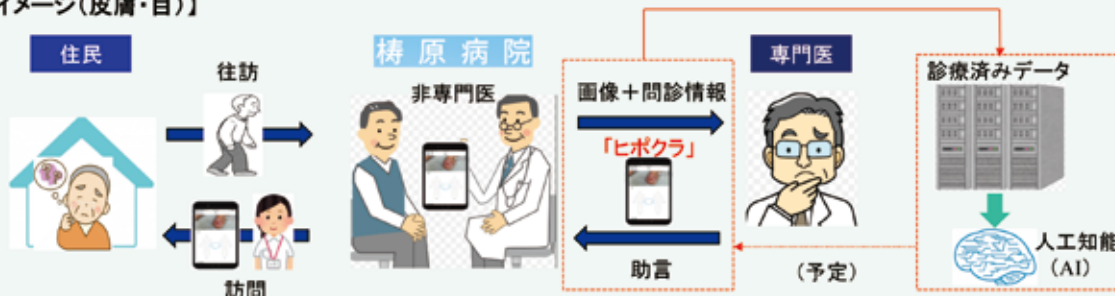 イメージ(皮膚・目)】
住民
往訪
訪問
梼原病院
非専門医
画像+問診情報
「ヒポクラ」
助言
専門医
(予定)
診療済みデータ
人工知能
(AI)